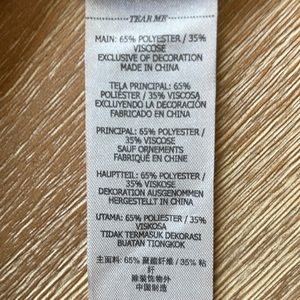 TEAR ME
MAIN: 65% POLYESTER / 35%
VISCOSE
EXCLUSIVE OF DECORATION
MADE IN CHINA
TELA PRINCIPAL: 65%
POLIÉSTER / 35% VISCOSA
EXCLUYENDO LA DECORACIÓN
FABRICADO EN CHINA
PRINCIPAL: 65% POLYESTER /
35% VISCOSE
SAUF ORNEMENTS
FABRIQUÉ EN CHINE
HAUPTTEIL: 65% POLYESTER /
35% VISKOSE
DEKORATION AUSGENOMMEN
HERGESTELLT IN CHINA
UTAMA: 65% POLIESTER / 35%
VISKOSA
TIDAK TERMASUK DEKORASI
BUATAN TIONGKOK
主面料: 65% 聚酯纤维 / 35% 粘
纤
除装饰物外
中国制造